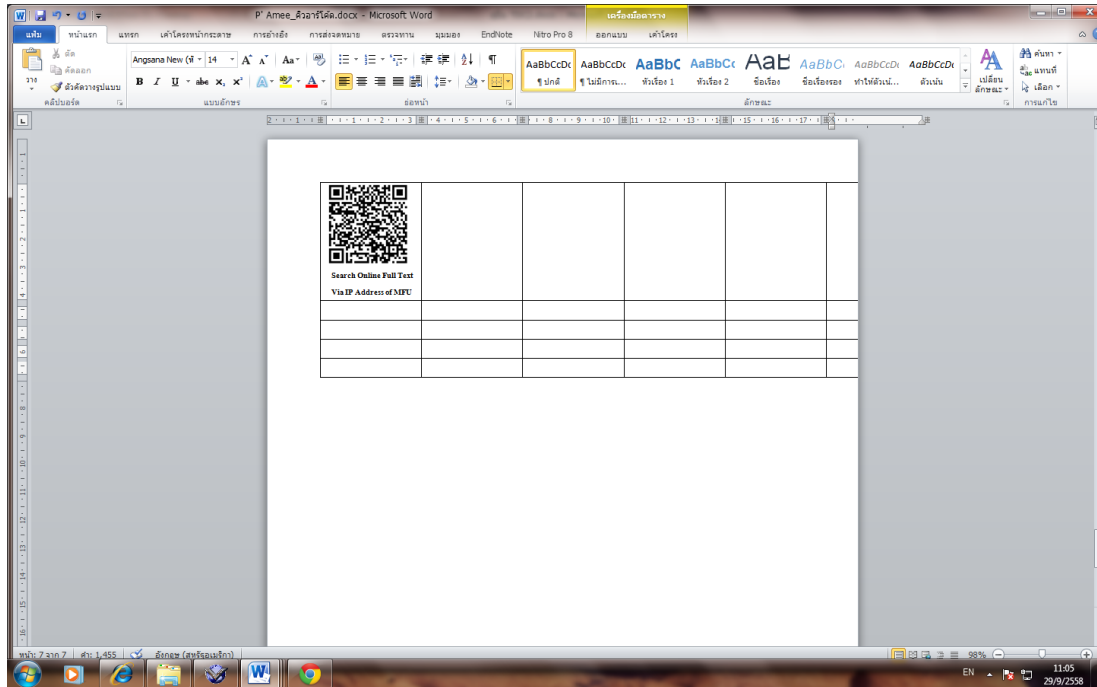 P' Amee_คิวอาร์โค้ด.docx - Microsoft Word
เครื่องมือตาราง
แฟ้ม หน้าแรก แทรก เค้าโครงหน้ากระดาษ การอ้างอิง การส่งจดหมาย ตรวจทาน มุมมอง EndNote Nitro Pro 8 ออกแบบ เค้าโครง
วาง
ตัด
คัดลอก
ตัวคัดวางรูปแบบ
คลิปบอร์ด
Angsana New (หั 14
แบบอักษร
ย่อหน้า
AaBbCcDc AaBbCcDc AaBbC AaBbCc AaB AaBbCc AaBbCcDc AaBbCcDc
¶ ปกติ ¶ ไม่มีการเ... หัวเรื่อง 1 หัวเรื่อง 2 ชื่อเรื่อง ชื่อเรื่องรอง ทำให้ตัวเน้... ตัวเน้น
ลักษณะ
เปลี่ยน
ลักษณะ
ค้นหา
แทนที่
เลือก
การแก้ไข
Search Online Full Text
Via IP Address of MFU
หน้า: 7 จาก 7 คำ: 1,455 อังกฤษ (สหรัฐอเมริกา) 98%
EN 11:05
29/9/2558